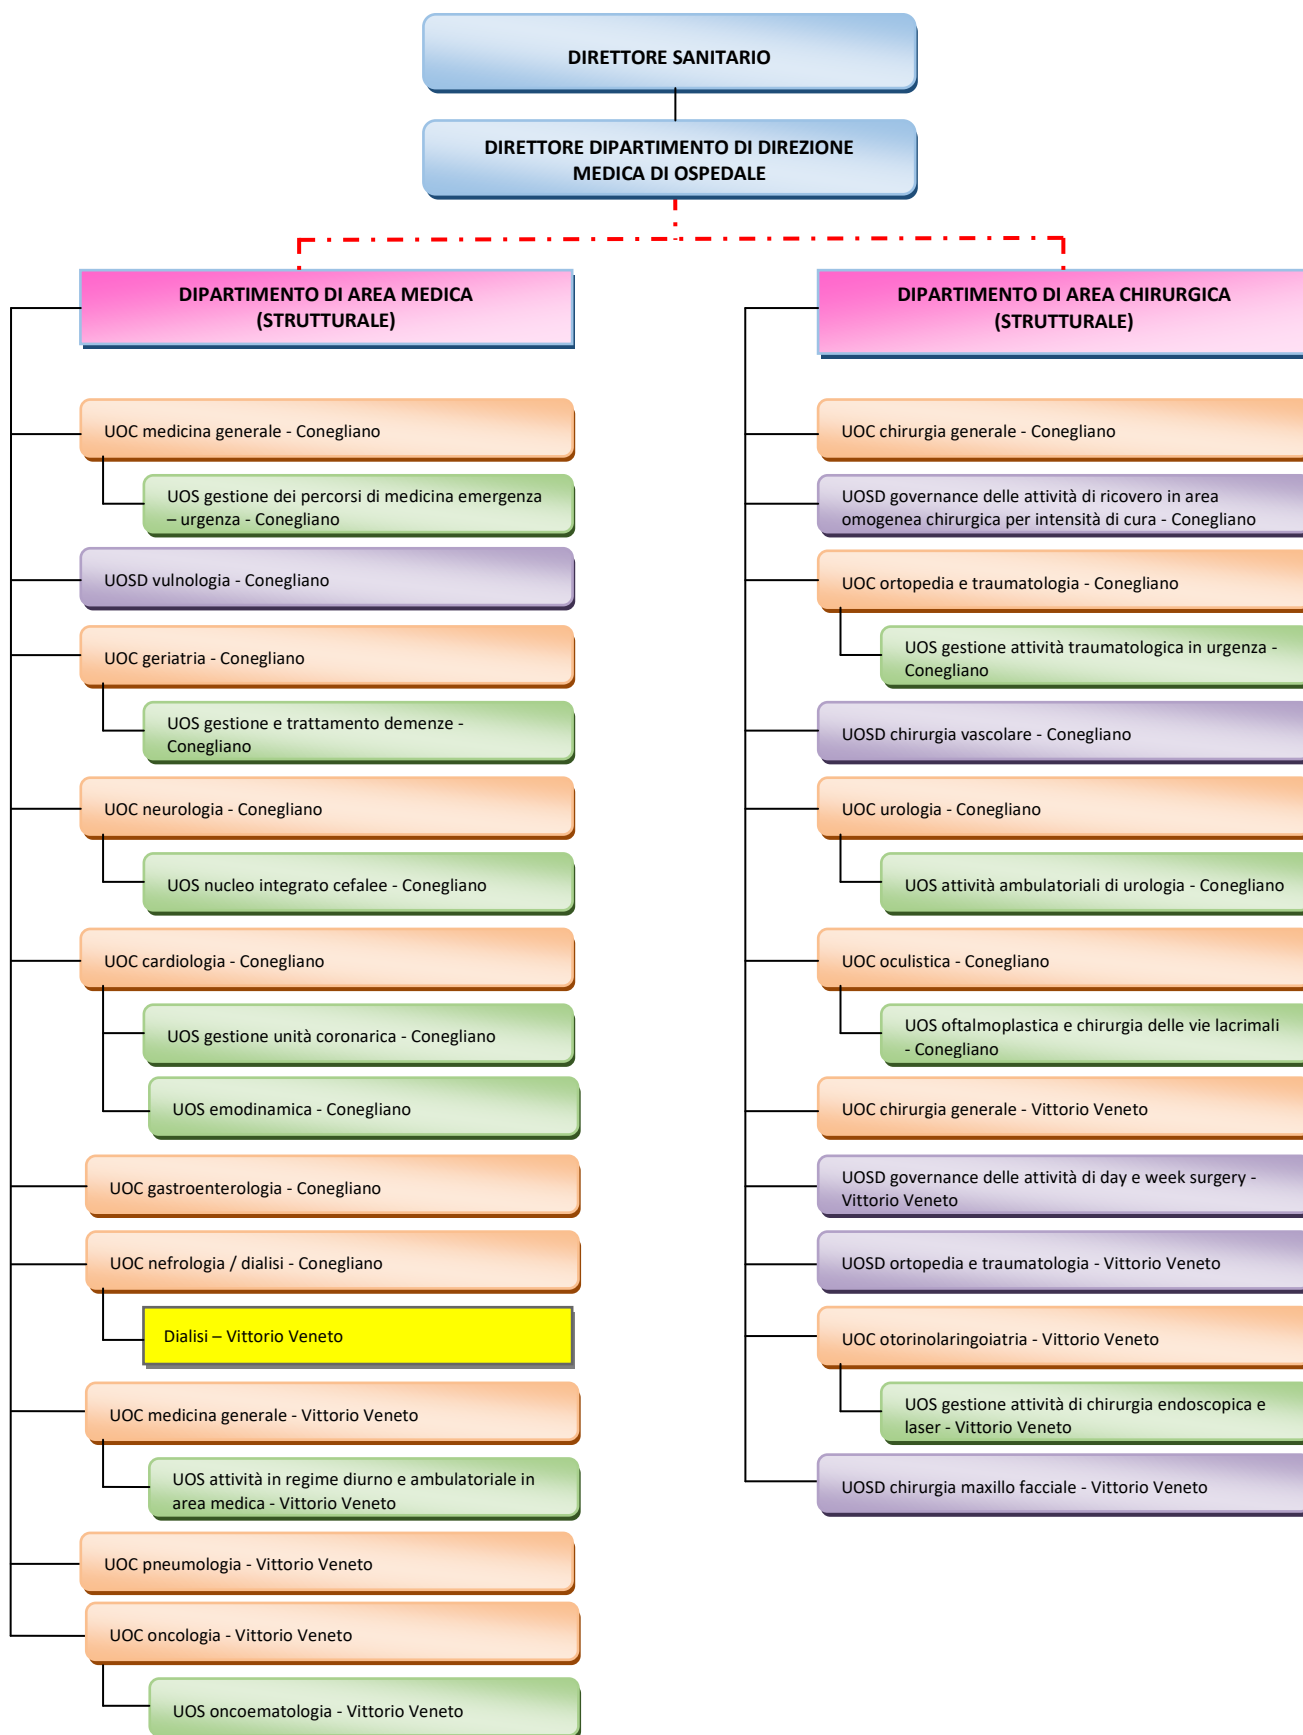 DIRETTORE SANITARIO
DIRETTORE DIPARTIMENTO DI DIREZIONE
MEDICA DI OSPEDALE
DIPARTIMENTO DI AREA MEDICA
(STRUTTURALE)
UOC medicina generale - Conegliano
UOS gestione dei percorsi di medicina emergenza
– urgenza - Conegliano
UOSD vulnologia - Conegliano
UOC geriatria - Conegliano
UOS gestione e trattamento demenze -
Conegliano
UOC neurologia - Conegliano
UOS nucleo integrato cefalee - Conegliano
UOC cardiologia - Conegliano
UOS gestione unità coronarica - Conegliano
UOS emodinamica - Conegliano
UOC gastroenterologia - Conegliano
UOC nefrologia / dialisi - Conegliano
Dialisi – Vittorio Veneto
UOC medicina generale - Vittorio Veneto
UOS attività in regime diurno e ambulatoriale in
area medica - Vittorio Veneto
UOC pneumologia - Vittorio Veneto
UOC oncologia - Vittorio Veneto
UOS oncoematologia - Vittorio Veneto
DIPARTIMENTO DI AREA CHIRURGICA
(STRUTTURALE)
UOC chirurgia generale - Conegliano
UOSD governance delle attività di ricovero in area
omogenea chirurgica per intensità di cura - Conegliano
UOC ortopedia e traumatologia - Conegliano
UOS gestione attività traumatologica in urgenza -
Conegliano
UOSD chirurgia vascolare - Conegliano
UOC urologia - Conegliano
UOS attività ambulatoriali di urologia - Conegliano
UOC oculistica - Conegliano
UOS oftalmoplastica e chirurgia delle vie lacrimali
- Conegliano
UOC chirurgia generale - Vittorio Veneto
UOSD governance delle attività di day e week surgery -
Vittorio Veneto
UOSD ortopedia e traumatologia - Vittorio Veneto
UOC otorinolaringoiatria - Vittorio Veneto
UOS gestione attività di chirurgia endoscopica e
laser - Vittorio Veneto
UOSD chirurgia maxillo facciale - Vittorio Veneto